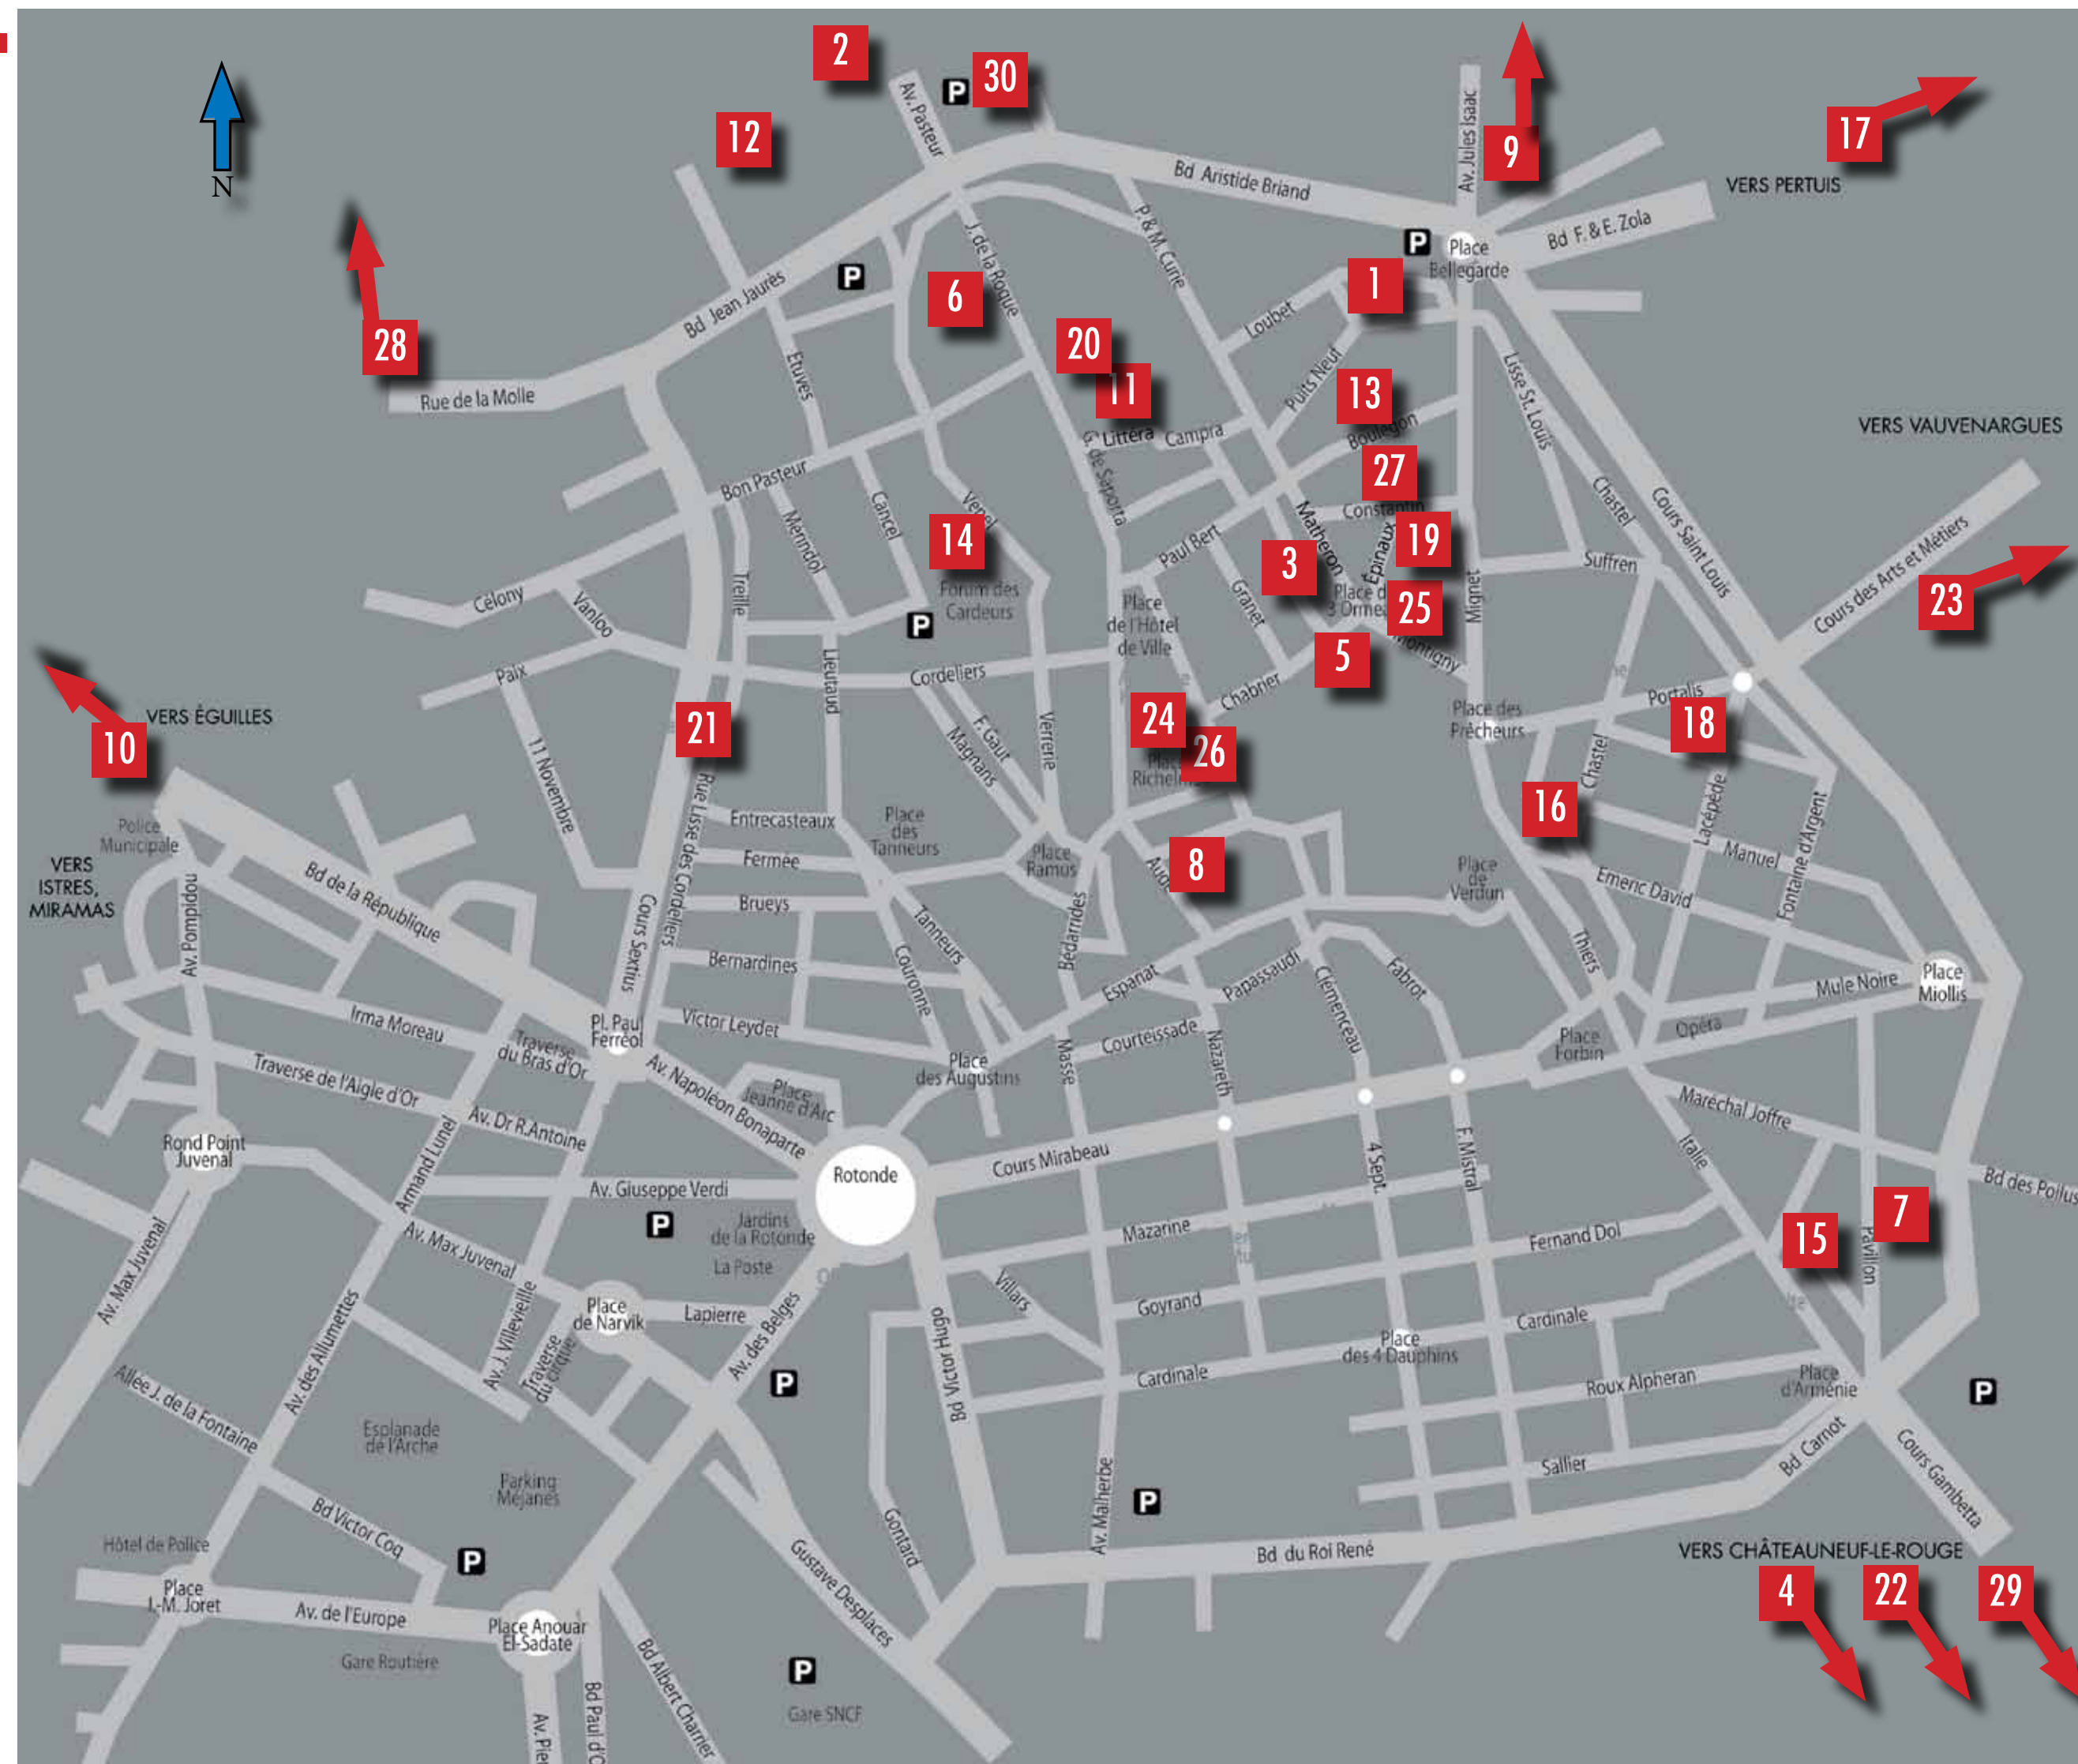 2
30
P
Av. Pasteur
12
N
Bd Aristide Briand
Av. Jules Isaac
9
17
VERS PERTUIS
Bd F. & E. Zola
P
Place
Bellegarde
28
Rue de la Molle
Bd Jean Jaurès
P
6
J. de la Roque
P. & M. Curie
1
Loubet
20
11
Etuves
Puits Neuf
13
Lisse St. Louis
Littéra
Campra
Boulegon
VERS VAUVENARGUES
27
Bon Pasteur
G. de Saporta
Constantin
Chastel
Cours Saint Louis
Cours des Arts et Métiers
Mérindol
Cancel
Venel
14
Forum des
Cardeurs
P
Paul Bert
Matheron
3
Épinaux
19
25
Suffren
23
Célony
Vanloo
Treille
Place
de l'Hôtel
de Ville
Granet
Mignet
5
Montigny
Paix
Lieutaud
Cordeliers
Chabrier
10
VERS ÉGUILLES
21
24
26
Place des
Prêcheurs
Portalis
18
11 Novembre
F. Gaut
Magnans
Verrerie
Chastel
16
Lacépède
Fontaine d'Argent
Manuel
Emeric David
Police
Municipale
VERS
ISTRES,
MIRAMAS
Rue Lisse des Cordeliers
Entrecasteaux
Place
des
Tanneurs
Fermée
Place
Ramus
8
Place
de
Verdun
Bd de la République
Av. Pompidou
Cours Sextius
Brueys
Bernardines
Victor Leydet
Couronne
Tanneurs
Bédarrides
Espariat
Papassaudi
Clémenceau
Fabrot
Thiers
Mule Noire
Place
Miollis
Opéra
Place
Forbin
Irma Moreau
Traverse
du Bras d'Or
Pl. Paul
Ferréol
Place
des Augustins
Masse
Courteissade
Nazareth
Traverse de l'Aigle d'Or
Av. Napoléon Bonaparte
Place
Jeanne d'Arc
Maréchal Joffre
Italie
Bd des Poilus
Av. Dr R.Antoine
Rond Point
Juvenal
Armand Lunel
Av. Giuseppe Verdi
Rotonde
Cours Mirabeau
4 Sept.
F. Mistral
P
Jardins
de la Rotonde
La Poste
Av. Max Juvenal
Av. Max Juvenal
Mazarine
Fernand Dol
15
7
Pavillon
Place
de Narvik
Lapierre
Av. J. Villevieille
Traverse
du cirque
Av. des Belges
Bd Victor Hugo
Villars
Goyrand
Cardinale
Cardinale
Place
des 4 Dauphins
Roux Alpheran
Place
d'Arménie
P
P
Av. des Allumettes
Allée J. de la Fontaine
Esplanade
de l'Arche
Parking
Méjanes
Sallier
Bd. Carnot
Cours Gambetta
Av. Malherbe
P
Bd Victor Coq
Hôtel de Police
P
Gontard
Gustave Desplaces
Bd du Roi René
VERS CHÂTEAUNEUF-LE-ROUGE
4
22
29
Place
J.-M. Joret
Av. de l'Europe
Place Anouar
El-Sadate
Gare Routière
Bd Albert Charrier
P
Gare SNCF